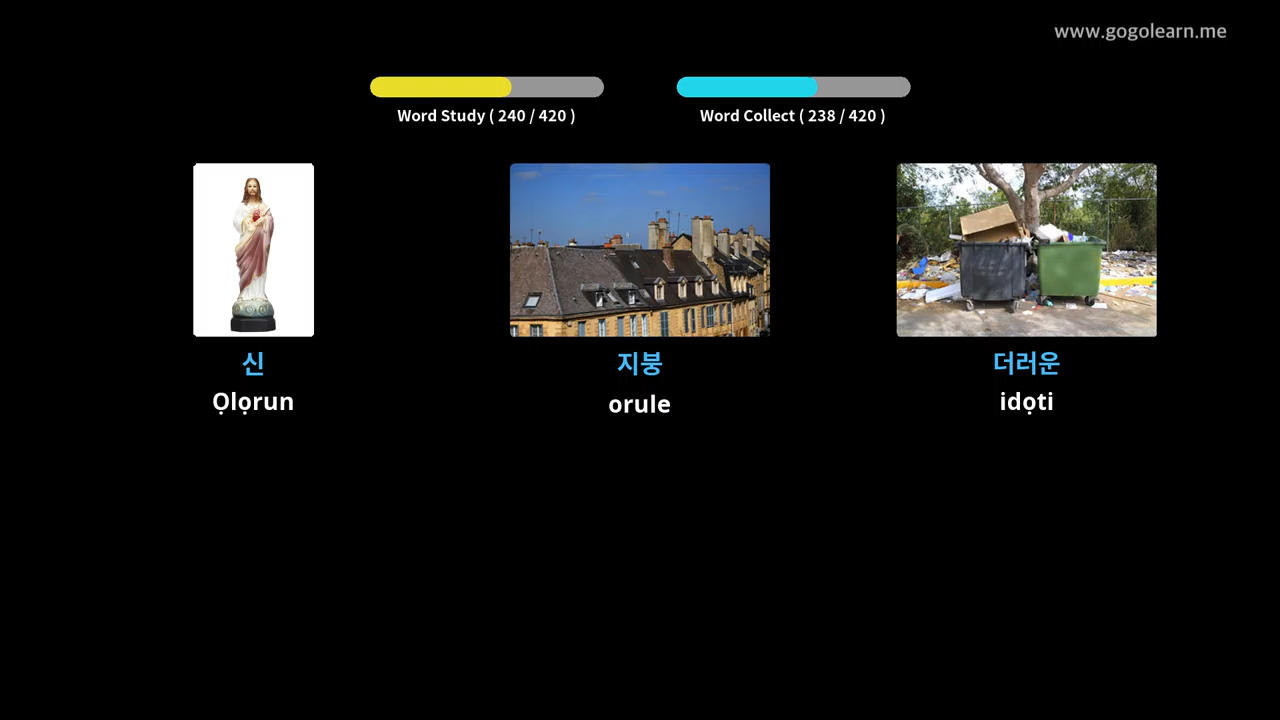 www.gogolearn.me
Word Study ( 240 / 420 )
Word Collect ( 238 / 420 )
신
지붕
더러운
Ọlọrun
orule
idọti